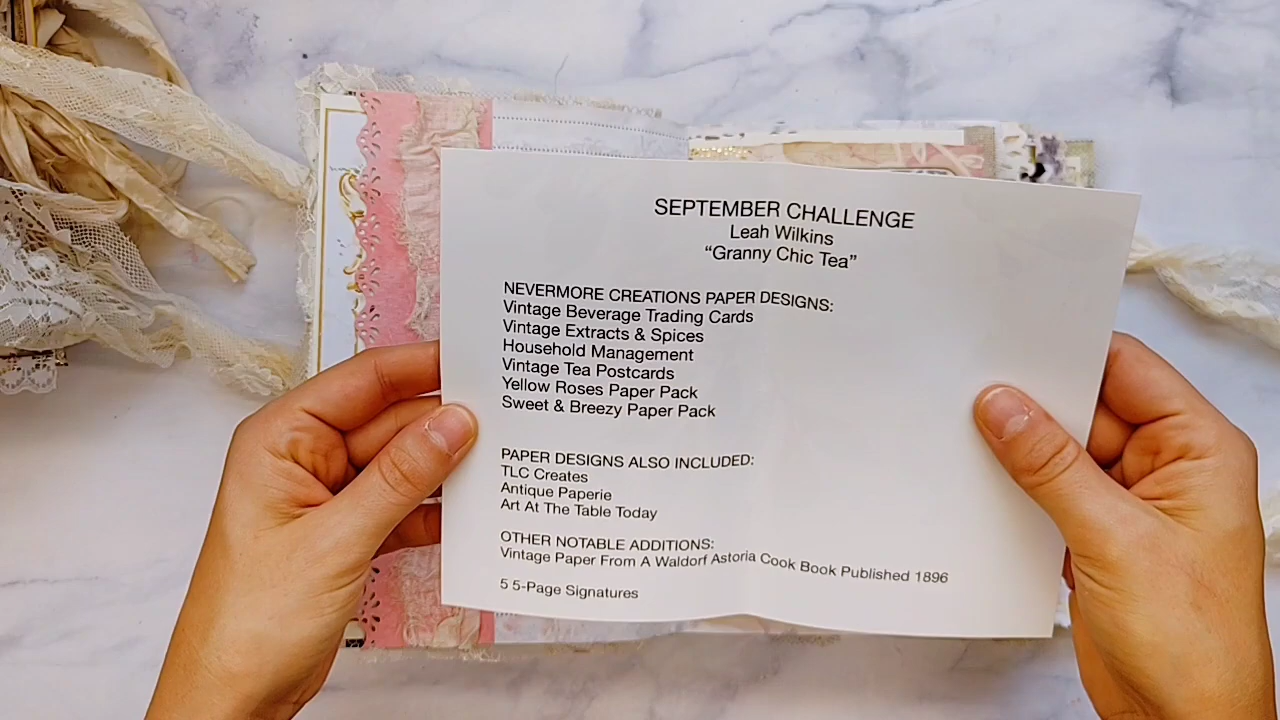 SEPTEMBER CHALLENGE
Leah Wilkins
“Granny Chic Tea”
NEVERMORE CREATIONS PAPER DESIGNS:
Vintage Beverage Trading Cards
Vintage Extracts & Spices
Household Management
Vintage Tea Postcards
Yellow Roses Paper Pack
Sweet & Breezy Paper Pack
PAPER DESIGNS ALSO INCLUDED:
TLC Creates
Antique Paperie
Art At The Table Today
OTHER NOTABLE ADDITIONS:
Vintage Paper From A Waldorf Astoria Cook Book Published 1896
5 5-Page Signatures